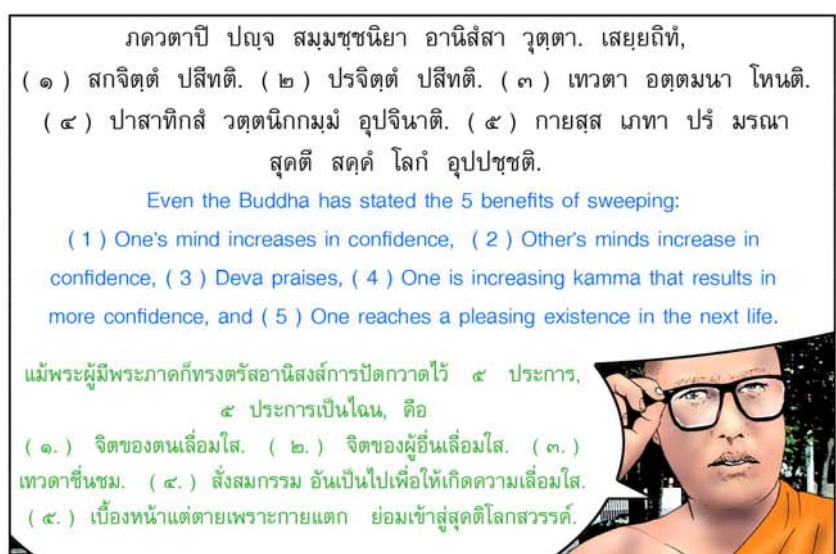 ภควตาปิ ปญฺจ สมฺมชฺชนิยา อานิสํสา วุตฺตา. เสยฺยถิทํ,
( ๑ ) สกจิตฺตํ ปสีทติ. ( ๒ ) ปรจิตฺตํ ปสีทติ. ( ๓ ) เทวตา อตฺตมนา โหนติ.
( ๔ ) ปาสาทิกสํ วตฺตนิกกมฺมํ อุปจินาติ. ( ๕ ) กายสฺส เภทา ปรํ มรณา
สุคตึ สคฺคํ โลกํ อุปปชฺชติ.
Even the Buddha has stated the 5 benefits of sweeping:
( 1 ) One's mind increases in confidence, ( 2 ) Other's minds increase in
confidence, ( 3 ) Deva praises, ( 4 ) One is increasing kamma that results in
more confidence, and ( 5 ) One reaches a pleasing existence in the next life.
แม้พระผู้มีพระภาคก็ทรงตรัสอานิสงส์การปัดกวาดไว้ ๕ ประการ,
๕ ประการเป็นไฉน, คือ
( ๑. ) จิตของตนเลื่อมใส. ( ๒. ) จิตของผู้อื่นเลื่อมใส. ( ๓. )
เทวดาชื่นชม. ( ๔. ) สั่งสมกรรม อันเป็นไปเพื่อให้เกิดความเลื่อมใส.
( ๕. ) เบื้องหน้าแต่ตายเพราะกายแตก ย่อมเข้าสู่สุคติโลกสวรรค์.